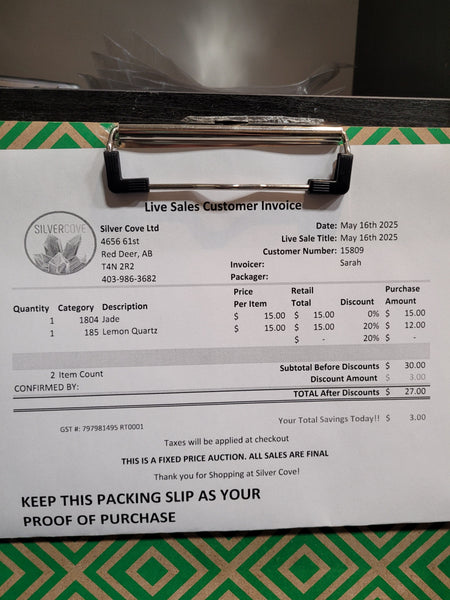 Live Sales Customer Invoice
SILVERCOVE
Silver Cove Ltd
4656 61st
Red Deer, AB
T4N 2R2
403-986-3682
Date: May 16th 2025
Live Sale Title: May 16th 2025
Customer Number: 15809
Invoicer: Sarah
Packager:
Quantity Category Description Price Per Item Retail Total Discount Purchase Amount
1 1804 Jade $ 15.00 $ 15.00 0% $ 15.00
1 185 Lemon Quartz $ 15.00 $ 15.00 20% $ 12.00
$ - 20% $ -
2 Item Count
Subtotal Before Discounts $ 30.00
CONFIRMED BY:
Discount Amount $ 3.00
TOTAL After Discounts $ 27.00
GST #: 797981495 RT0001
Your Total Savings Today!! $ 3.00
Taxes will be applied at checkout
THIS IS A FIXED PRICE AUCTION. ALL SALES ARE FINAL
Thank you for Shopping at Silver Cove!
KEEP THIS PACKING SLIP AS YOUR
PROOF OF PURCHASE